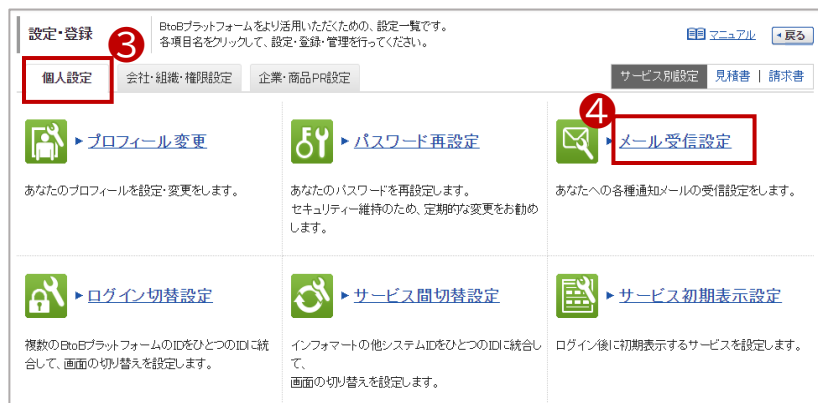 設定・登録
BtoBプラットフォームをより活用いただくための、設定一覧です。
各項目名をクリックして、設定・登録・管理を行ってください。
マニュアル
戻る
3
個人設定
会社・組織・権限設定
企業・商品PR設定
サービス別設定
見積書 | 請求書
4
プロフィール変更
パスワード再設定
メール受信設定
あなたのプロフィールを設定・変更をします。
あなたのパスワードを再設定します。
セキュリティー維持のため、定期的な変更をお勧め
します。
あなたへの各種通知メールの受信設定をします。
ログイン切替設定
サービス間切替設定
サービス初期表示設定
複数のBtoBプラットフォームのIDをひとつのIDに統
合して、画面の切り替えを設定します。
インフォマートの他システムIDをひとつのIDに統合し
て、
画面の切り替えを設定します。
ログイン後に初期表示するサービスを設定します。